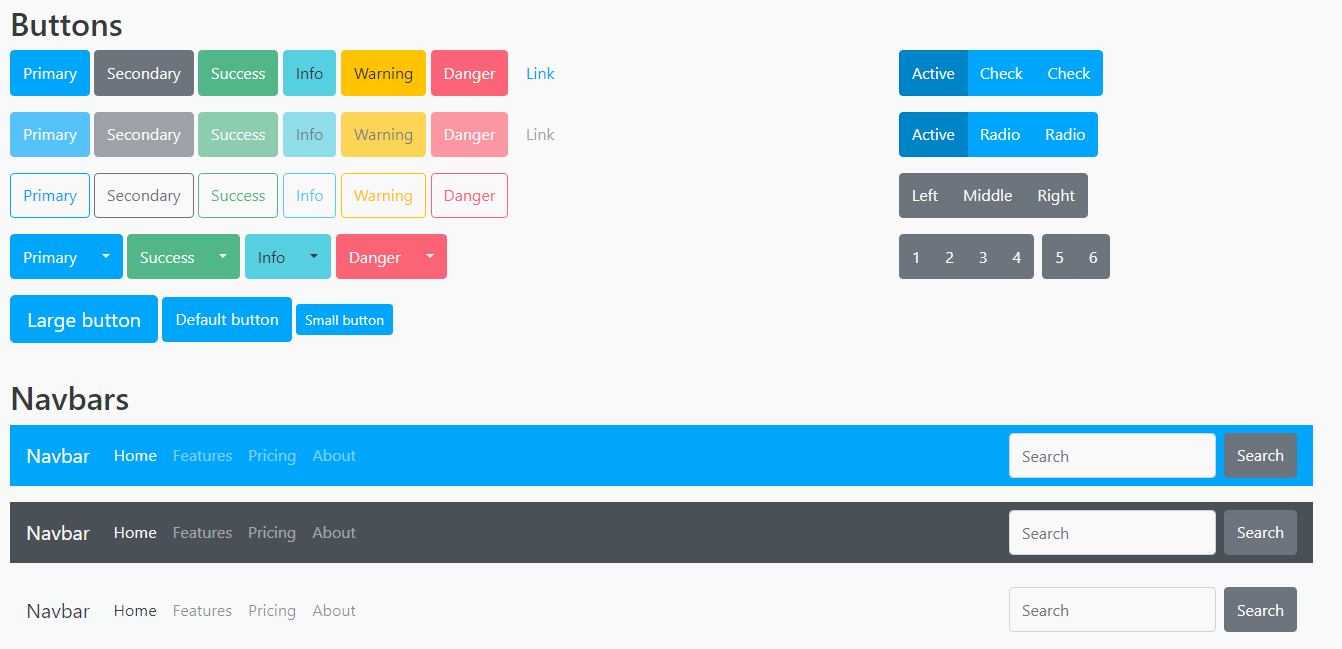 Buttons
Primary Secondary Success Info Warning Danger Link Active Check Check
Primary Secondary Success Info Warning Danger Link Active Radio Radio
Primary Secondary Success Info Warning Danger Left Middle Right
Primary Success Info Danger 1 2 3 4 5 6
Large button Default button Small button
Navbars
Navbar Home Features Pricing About Search Search
Navbar Home Features Pricing About Search Search
Navbar Home Features Pricing About Search Search